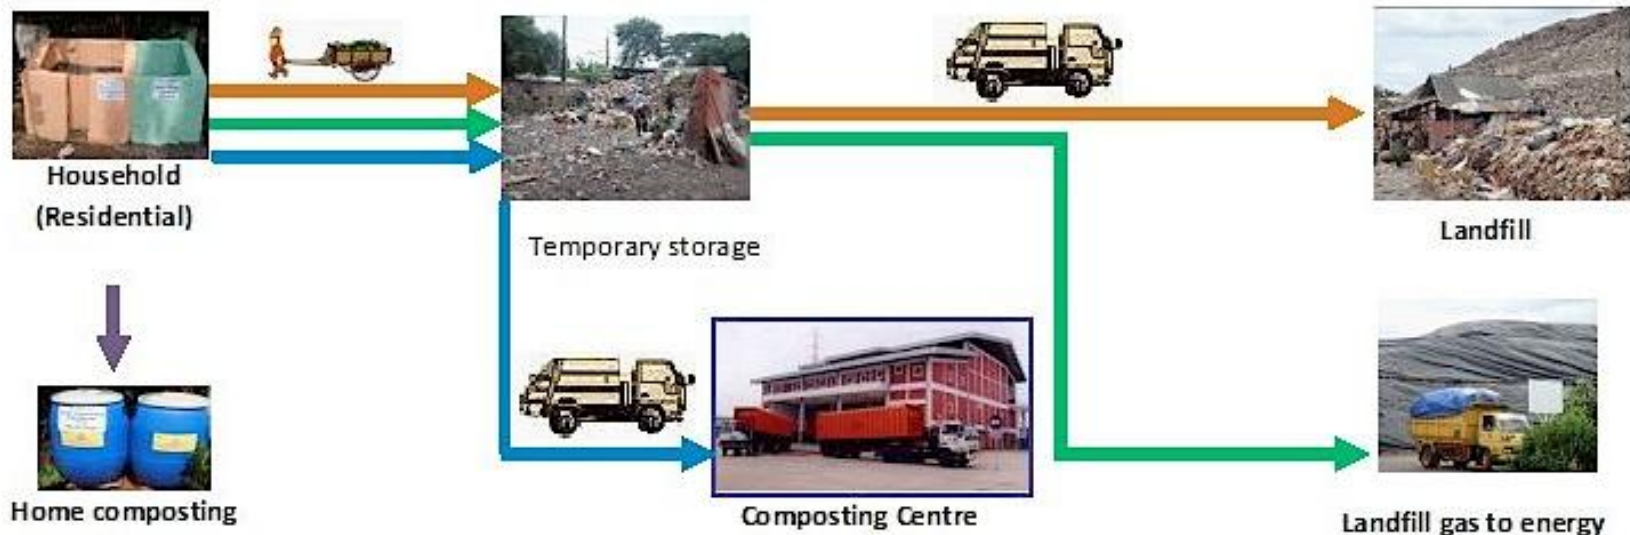 Household
(Residential)
Temporary storage
Landfill
Home composting
Composting Centre
Landfill gas to energy